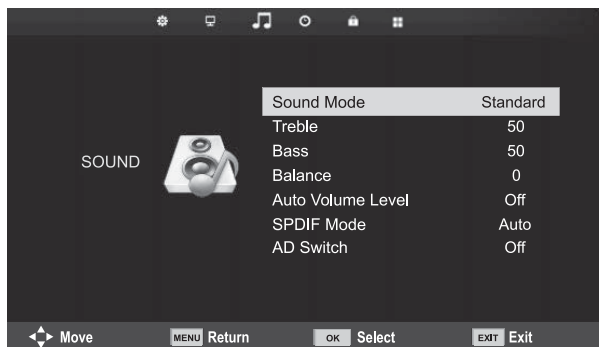 Sound Mode Standard
Treble 50
Bass 50
SOUND
Balance 0
Auto Volume Level Off
SPDIF Mode Auto
AD Switch Off
Move MENU Return OK Select EXIT Exit